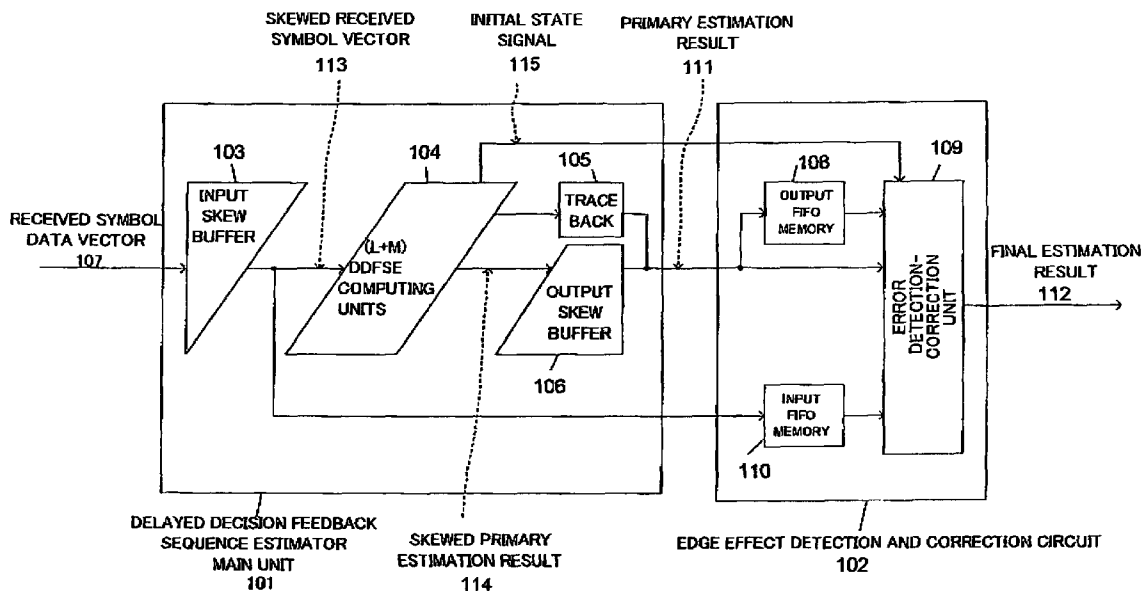 SKEWED RECEIVED
SYMBOL VECTOR
113
INITIAL STATE
SIGNAL
115
PRIMARY ESTIMATION
RESULT
111
103
INPUT
SKEW
BUFFER
104
(L+M)
DDFSE
COMPUTING
UNITS
105
TRACE
BACK
OUTPUT
SKEW
BUFFER
106
108
OUTPUT
FIFO
MEMORY
109
ERROR
DETECTION-
CORRECTION
UNIT
INPUT
FIFO
MEMORY
110
RECEIVED SYMBOL
DATA VECTOR
107
FINAL ESTIMATION
RESULT
112
DELAYED DECISION FEEDBACK
SEQUENCE ESTIMATOR
MAIN UNIT
101
SKEWED PRIMARY
ESTIMATION RESULT
114
EDGE EFFECT DETECTION AND CORRECTION CIRCUIT
102